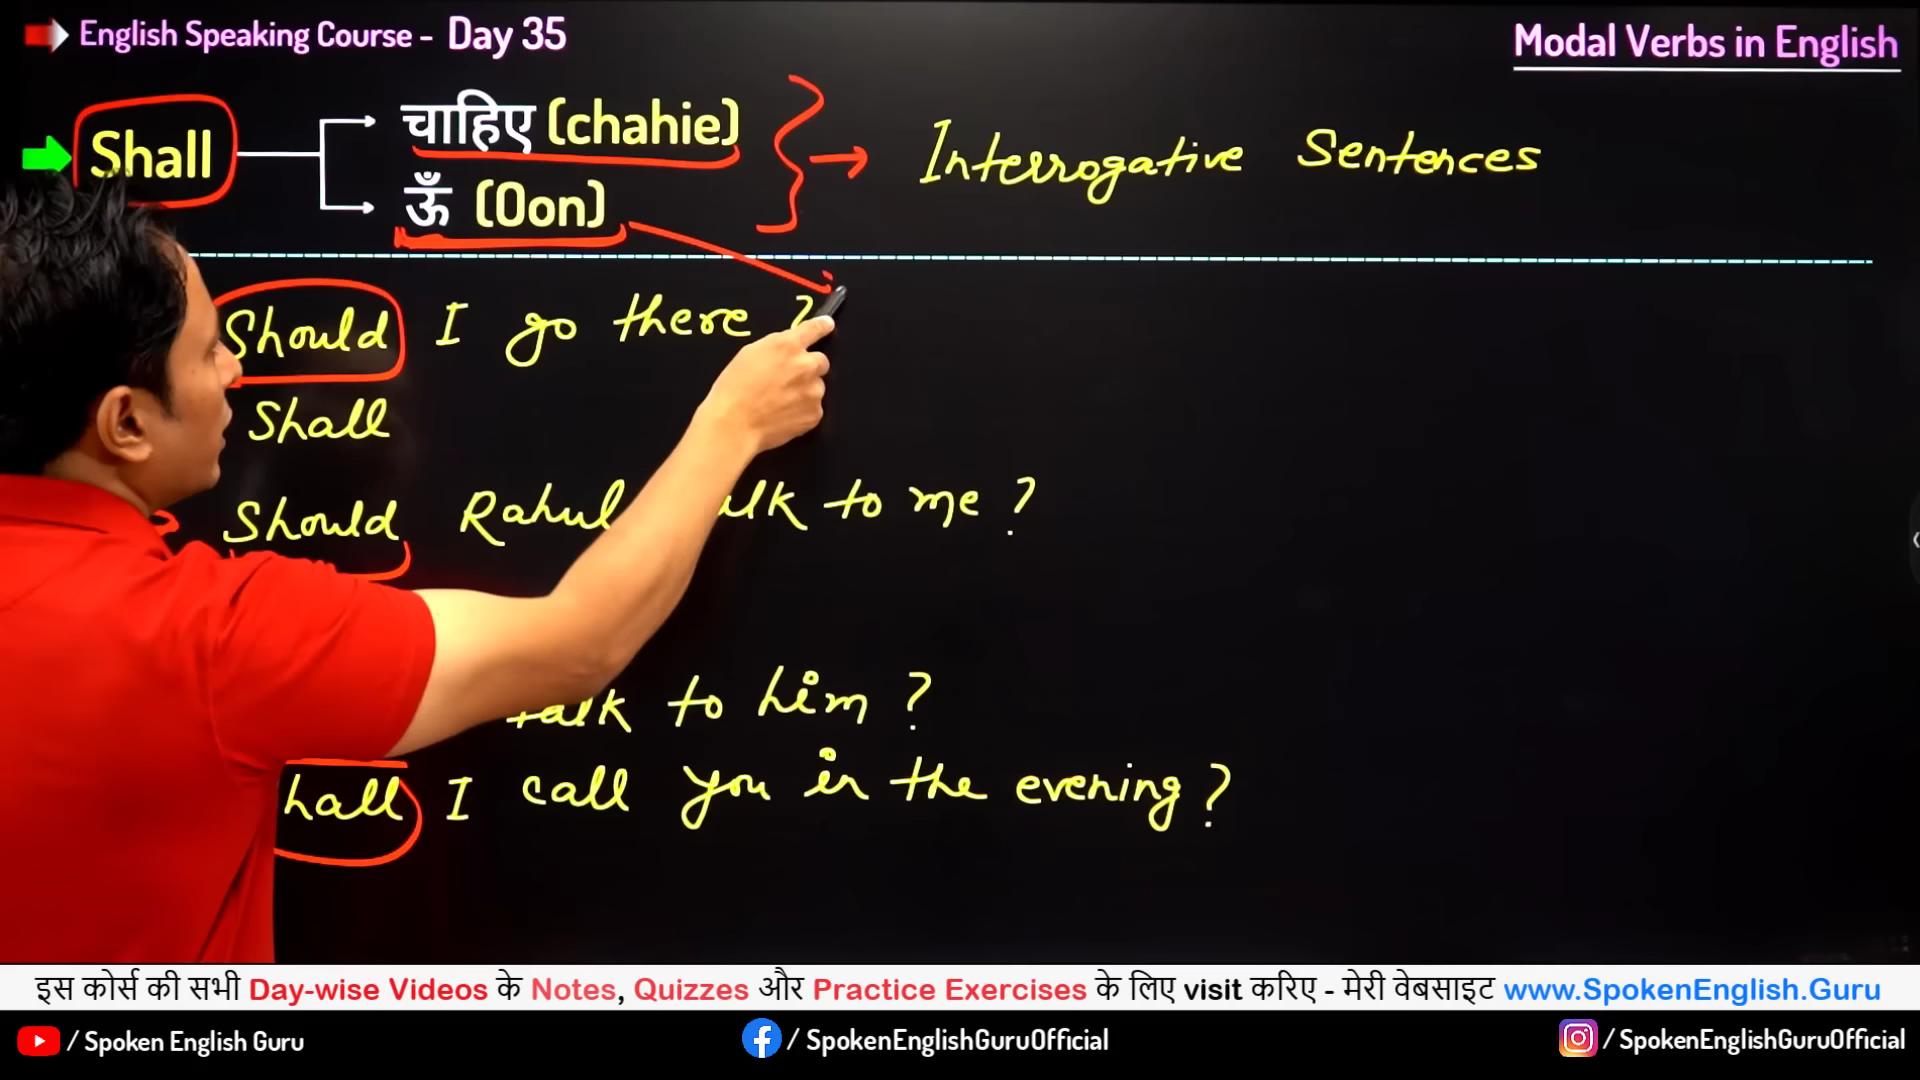 English Speaking Course - Day 35
Modal Verbs in English
Shall
चाहिए (chahie)
ऊँ (Oon)
Interrogative Sentences
Should I go there ?
Shall
Should Rahul to me ?
talk to him ?
I call you in the evening ?
इस कोर्स की सभी Day-wise Videos के Notes, Quizzes और Practice Exercises के लिए visit करिए - मेरी वेबसाइट www.SpokenEnglish.Guru
/ Spoken English Guru
/ SpokenEnglishGuruOfficial
/ SpokenEnglishGuruOfficial